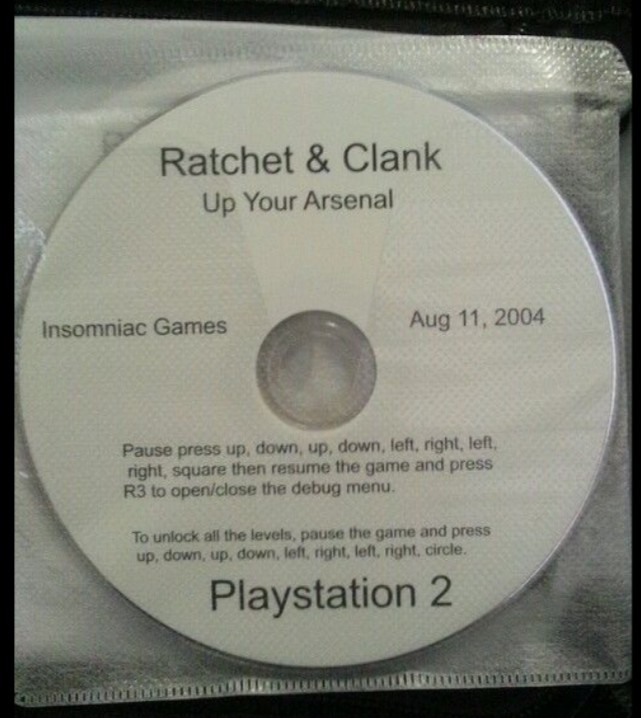 Ratchet & Clank
Up Your Arsenal
Insomniac Games
Aug 11, 2004
Pause press up, down, up, down, left, right, left,
right, square then resume the game and press
R3 to open/close the debug menu.
To unlock all the levels, pause the game and press
up, down, up, down, left, right, left, right, circle.
Playstation 2